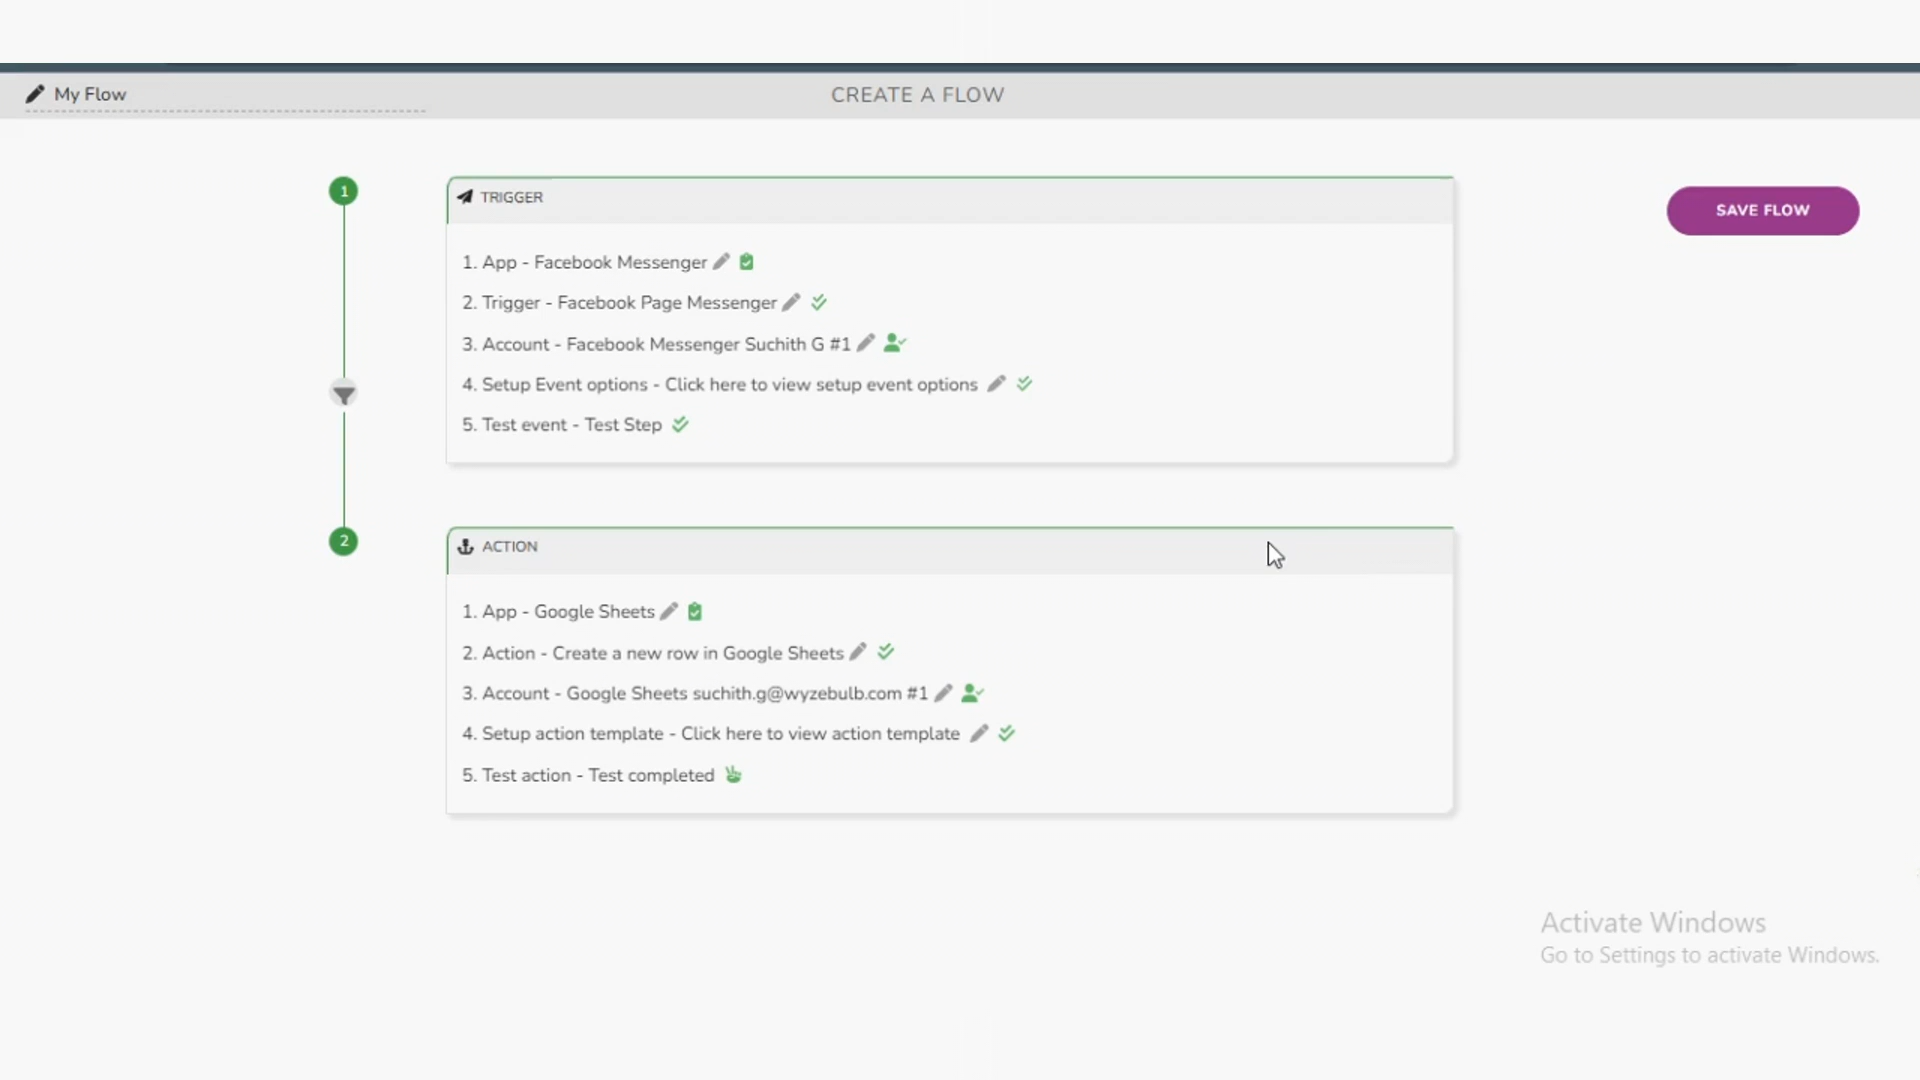 My Flow
CREATE A FLOW
1
TRIGGER
SAVE FLOW
1. App - Facebook Messenger
2. Trigger - Facebook Page Messenger
3. Account - Facebook Messenger Suchith G #1
4. Setup Event options - Click here to view setup event options
5. Test event - Test Step
2
ACTION
1. App - Google Sheets
2. Action - Create a new row in Google Sheets
3. Account - Google Sheets suchith.g@wyzebulb.com #1
4. Setup action template - Click here to view action template
5. Test action - Test completed
Activate Windows
Go to Settings to activate Windows.